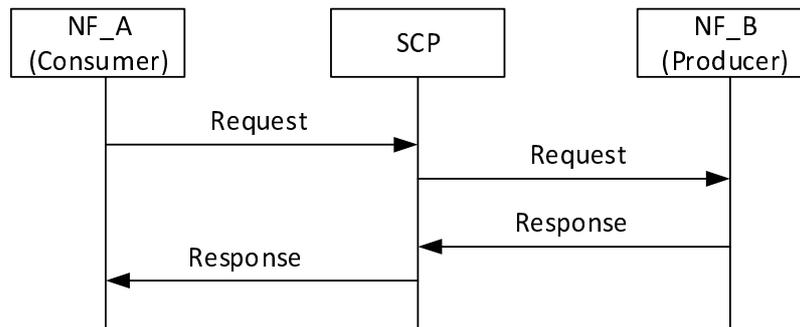 NF_A
(Consumer)
SCP
NF_B
(Producer)
Request
Request
Response
Response